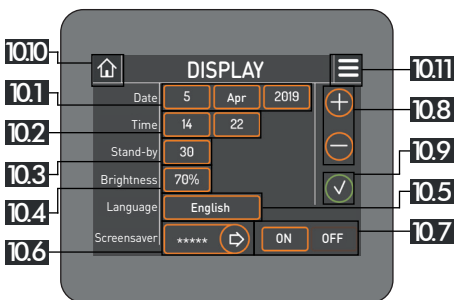 10.10 DISPLAY 10.11
10.1 Date 5 Apr 2019 10.8
10.2 Time 14 22
10.3 Stand-by 30 10.9
10.4 Brightness 70% 10.5
Language English
10.6 Screensaver ***** ON OFF 10.7